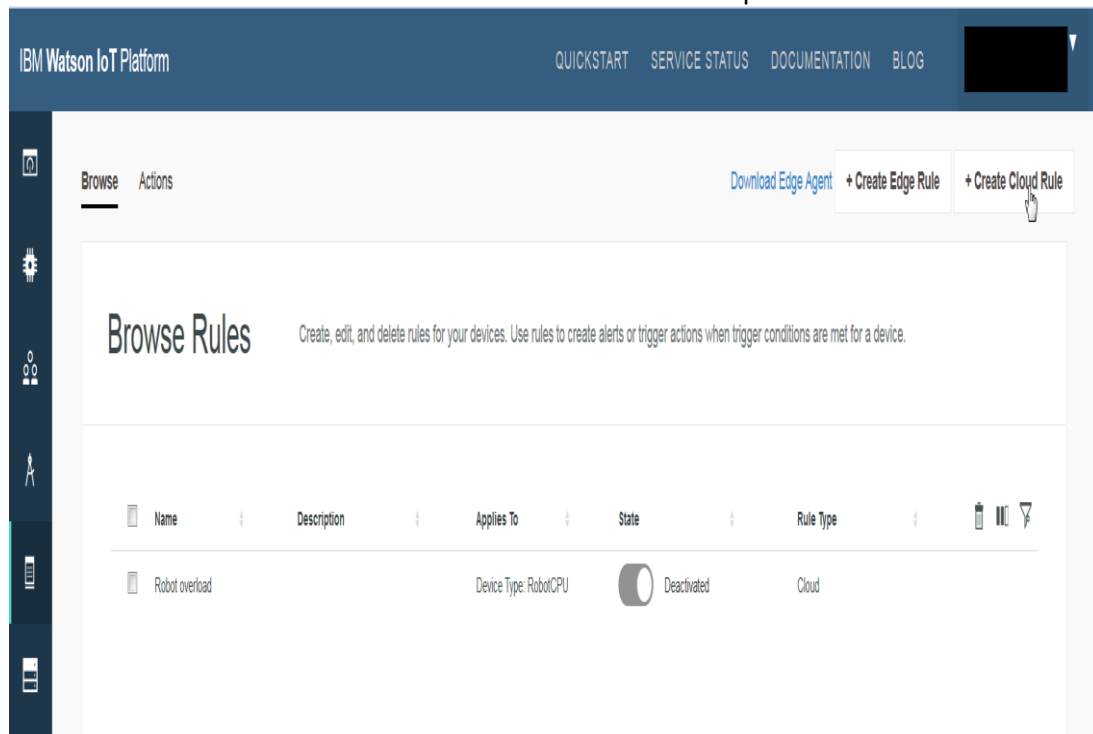 IBM Watson IoT Platform QUICKSTART SERVICE STATUS DOCUMENTATION BLOG
Browse Actions Download Edge Agent + Create Edge Rule + Create Cloud Rule
Browse Rules Create, edit, and delete rules for your devices. Use rules to create alerts or trigger actions when trigger conditions are met for a device.
Name Description Applies To State Rule Type
Robot overload Device Type: RobotCPU Deactivated Cloud